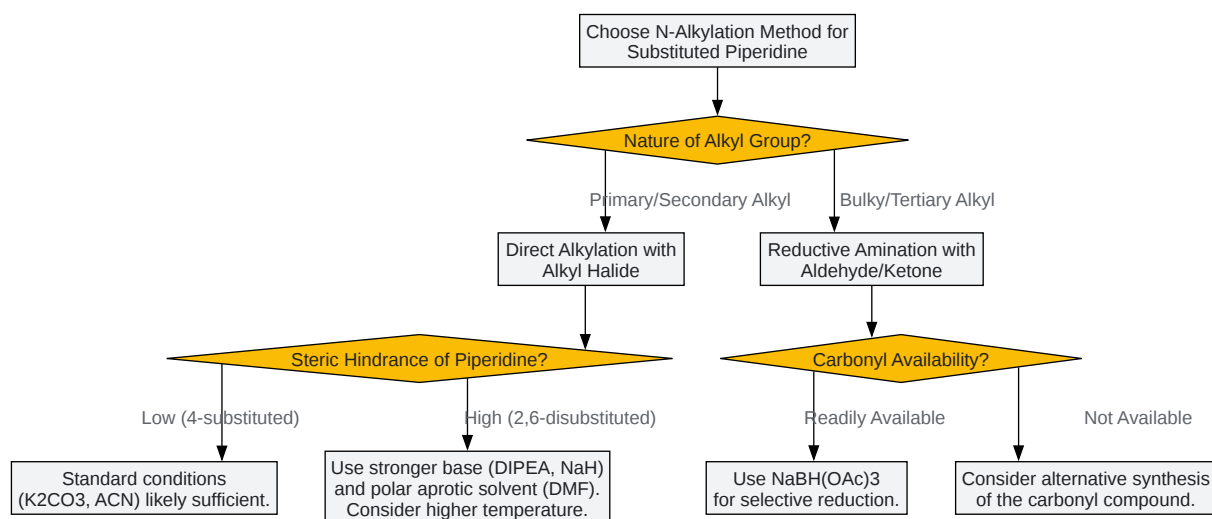 Choose N-Alkylation Method for
Substituted Piperidine
Nature of Alkyl Group?
Primary/Secondary Alkyl
Bulky/Tertiary Alkyl
Direct Alkylation with
Alkyl Halide
Reductive Amination with
Aldehyde/Ketone
Steric Hindrance of Piperidine?
Carbonyl Availability?
Low (4-substituted)
High (2,6-disubstituted)
Readily Available
Not Available
Standard conditions
(K2CO3, ACN) likely sufficient.
Use stronger base (DIPEA, NaH)
and polar aprotic solvent (DMF).
Consider higher temperature.
Use NaBH(OAc)3
for selective reduction.
Consider alternative synthesis
of the carbonyl compound.